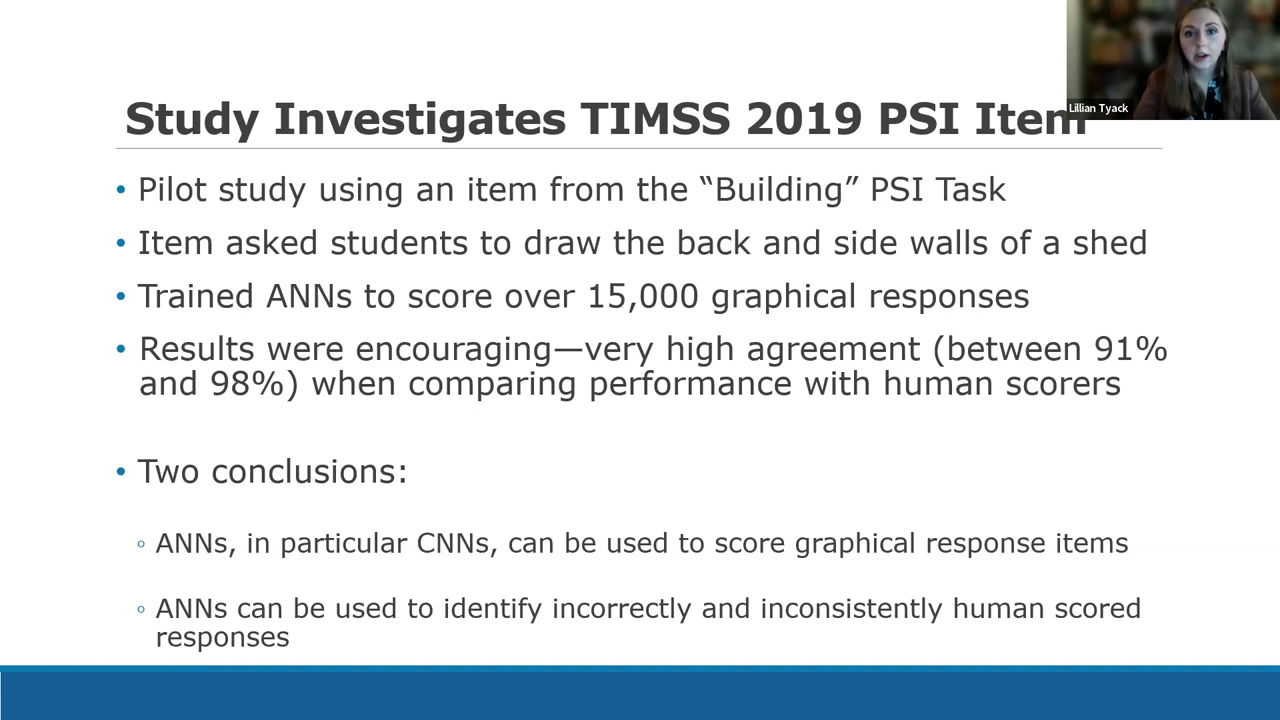 Lillian Tyack
Study Investigates TIMSS 2019 PSI Item
• Pilot study using an item from the “Building” PSI Task
• Item asked students to draw the back and side walls of a shed
• Trained ANNs to score over 15,000 graphical responses
• Results were encouraging—very high agreement (between 91%
and 98%) when comparing performance with human scorers
• Two conclusions:
◦ ANNs, in particular CNNs, can be used to score graphical response items
◦ ANNs can be used to identify incorrectly and inconsistently human scored
responses